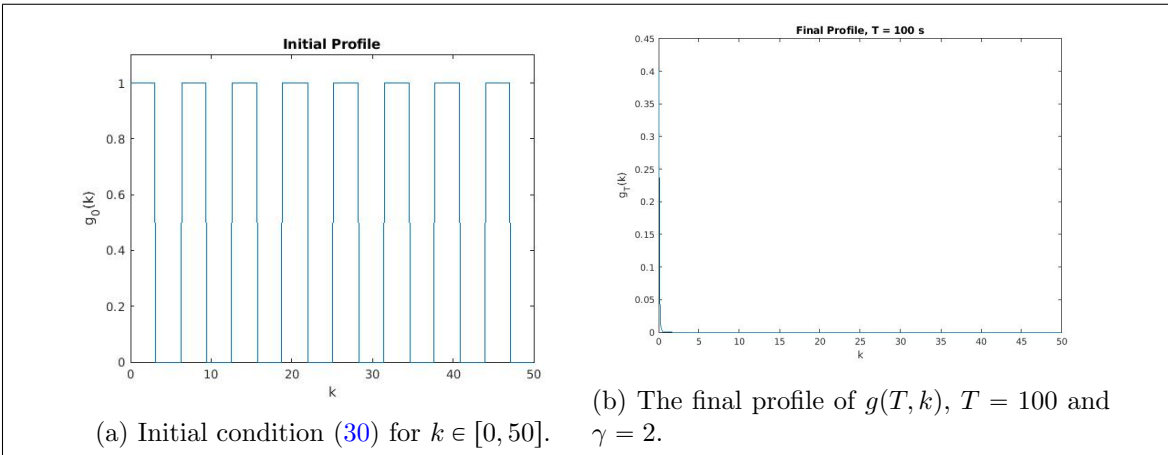 Initial Profile
1
0.8
0.6
0.4
0.2
0
g_0(k)
0 10 20 30 40 50
k
(a) Initial condition (30) for k ∈ [0, 50].
Final Profile, T = 100 s
0.45
0.4
0.35
0.3
0.25
0.2
0.15
0.1
0.05
0
g_T(k)
0 5 10 15 20 25 30 35 40 45 50
k
(b) The final profile of g(T, k), T = 100 and
γ = 2.